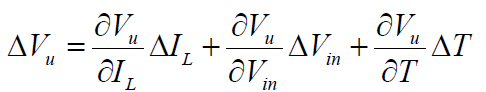 ΔV_u = ∂V_u/∂I_L ΔI_L + ∂V_u/∂V_in ΔV_in + ∂V_u/∂T ΔT